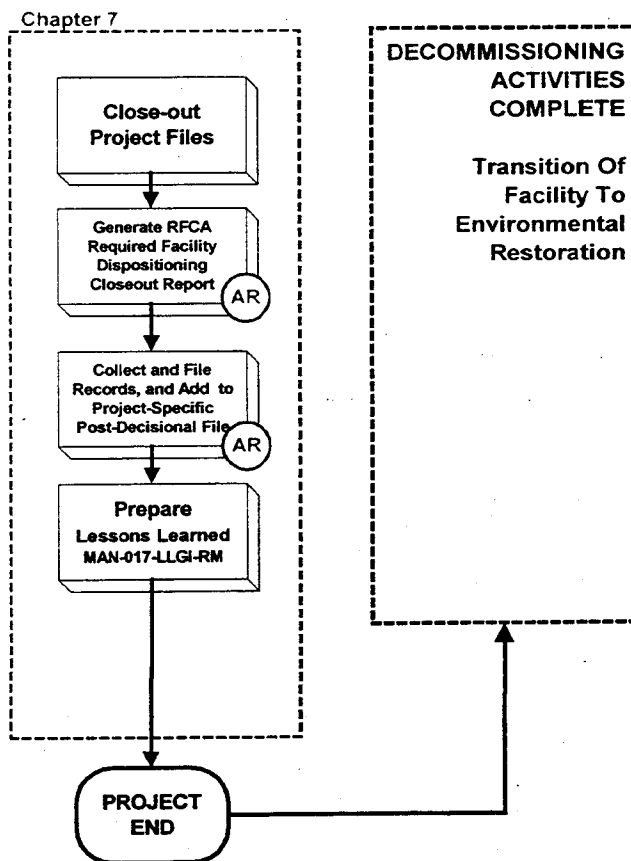 Chapter 7
Close-out
Project Files
Generate RFCA
Required Facility
Dispositioning
Closeout Report
AR
Collect and File
Records, and Add to
Project-Specific
Post-Decisional File
AR
Prepare
Lessons Learned
MAN-017-LLGI-RM
PROJECT
END
DECOMMISSIONING
ACTIVITIES
COMPLETE
Transition Of
Facility To
Environmental
Restoration